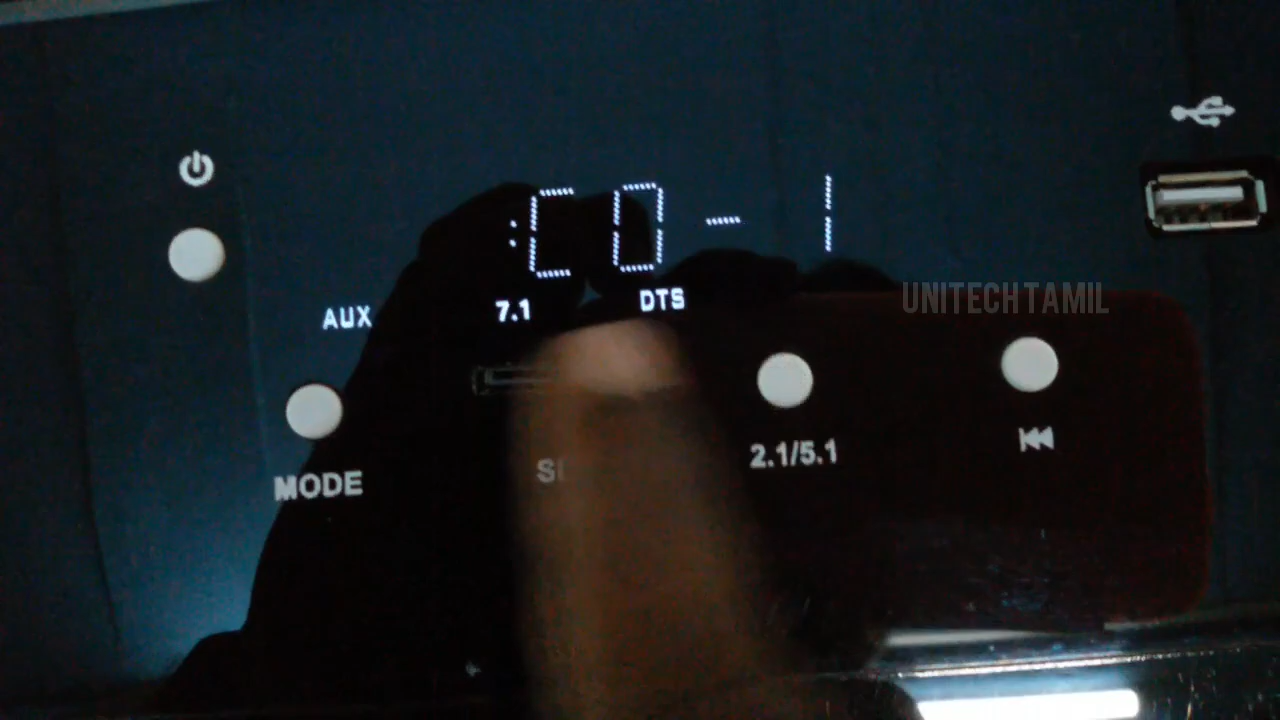 :C0-1
AUX 7.1 DTS
UNITECH TAMIL
MODE
2.1/5.1